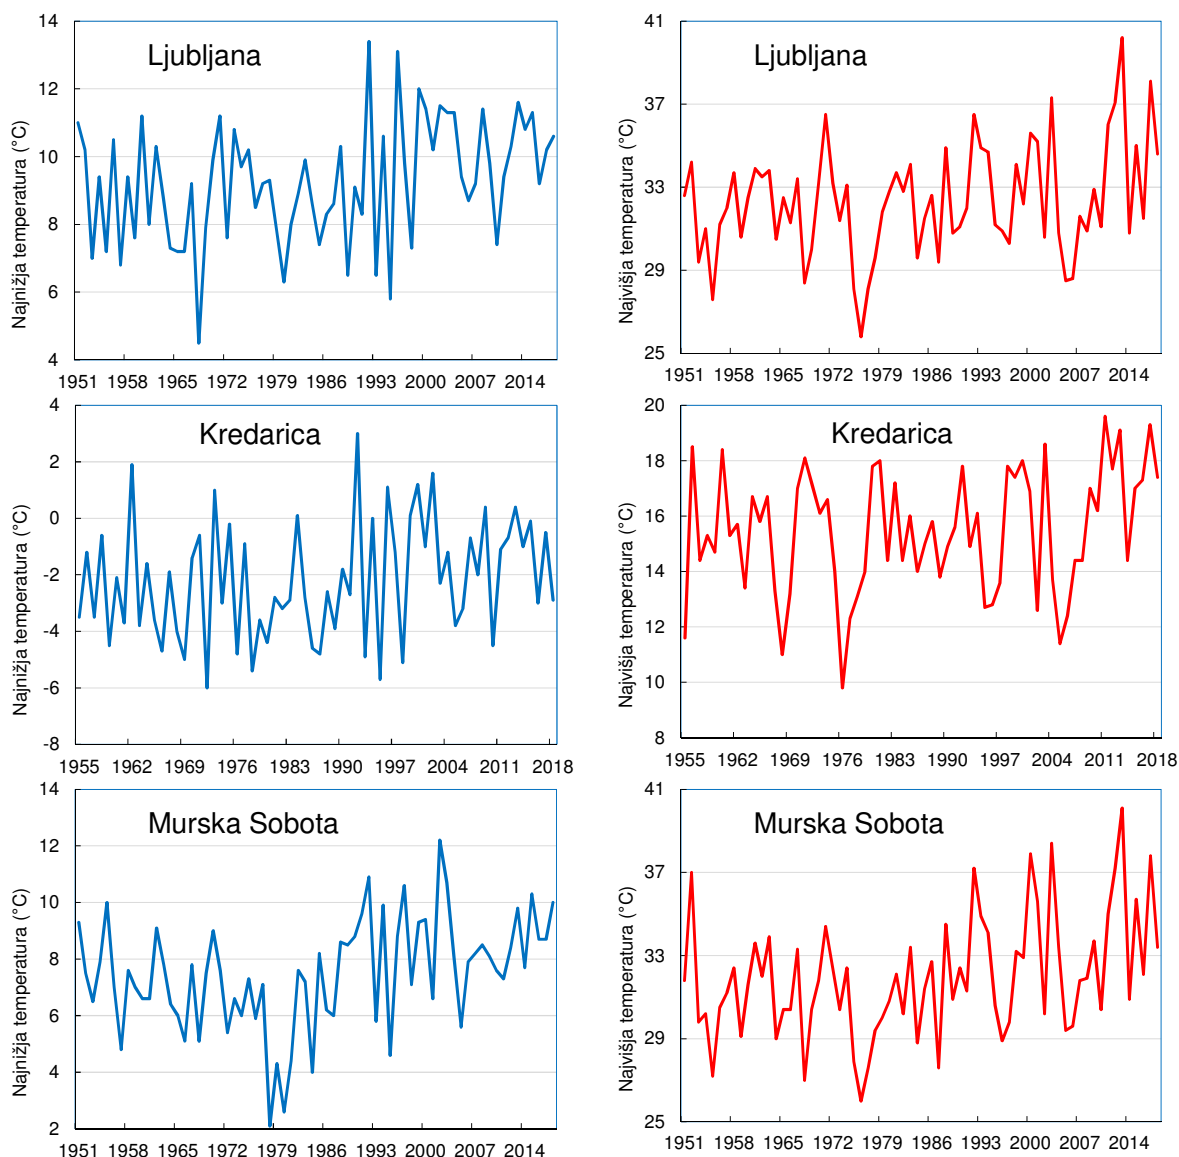 Ljubljana
Najnižja temperatura (°C)
14
12
10
8
6
4
1951 1958 1965 1972 1979 1986 1993 2000 2007 2014
Ljubljana
Najvišja temperatura (°C)
41
37
33
29
25
1951 1958 1965 1972 1979 1986 1993 2000 2007 2014
Kredarica
Najnižja temperatura (°C)
4
2
0
-2
-4
-6
-8
1955 1962 1969 1976 1983 1990 1997 2004 2011 2018
Kredarica
Najvišja temperatura (°C)
20
18
16
14
12
10
8
1955 1962 1969 1976 1983 1990 1997 2004 2011 2018
Murska Sobota
Najnižja temperatura (°C)
14
12
10
8
6
4
2
1951 1958 1965 1972 1979 1986 1993 2000 2007 2014
Murska Sobota
Najvišja temperatura (°C)
41
37
33
29
25
1951 1958 1965 1972 1979 1986 1993 2000 2007 2014